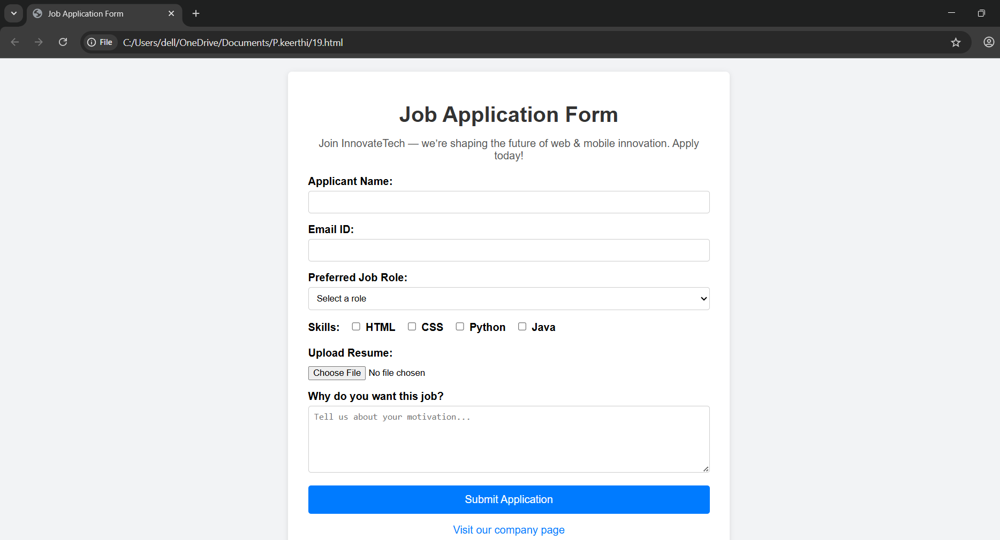 Job Application Form
File C:/Users/dell/OneDrive/Documents/P.keerthi/19.html
Job Application Form
Join InnovateTech — we’re shaping the future of web & mobile innovation. Apply
today!
Applicant Name:
Email ID:
Preferred Job Role:
Select a role
Skills: HTML CSS Python Java
Upload Resume:
Choose File No file chosen
Why do you want this job?
Tell us about your motivation...
Submit Application
Visit our company page